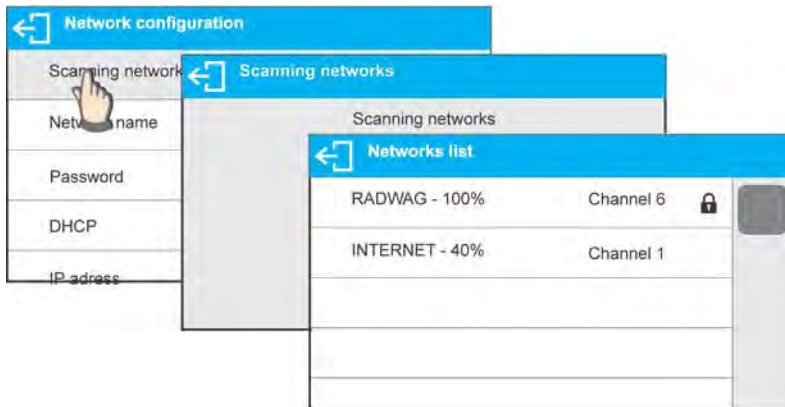 Network configuration
Scanning network
Network name
Password
DHCP
IP adress
Scanning networks
Scanning networks
Networks list
RADWAG - 100% Channel 6
INTERNET - 40% Channel 1